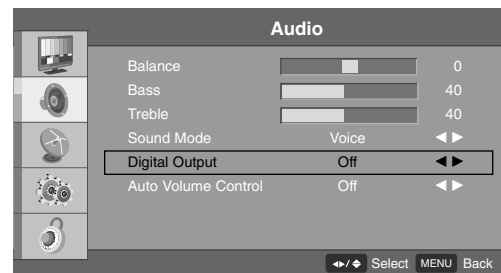 Audio
Balance 0
Bass 40
Treble 40
Sound Mode Voice ◀ ▶
Digital Output Off ◀ ▶
Auto Volume Control Off ◀ ▶
◀▶/◆ Select MENU Back